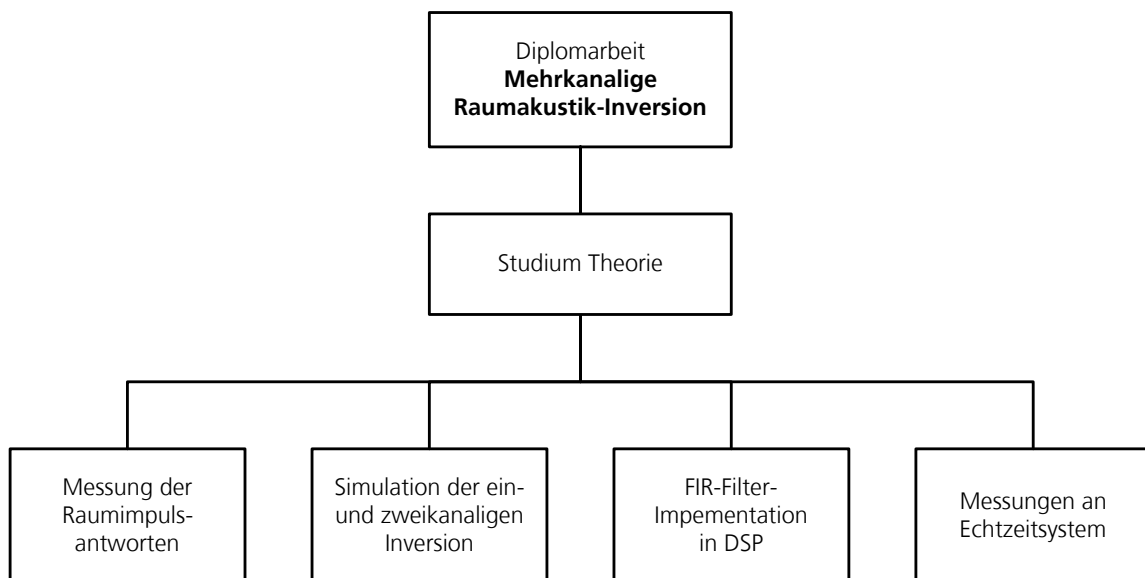 Diplomarbeit
Mehrkanalige
Raumakustik-Inversion
Studium Theorie
Messung der
Raumimpuls-
antworten
Simulation der ein-
und zweikanaligen
Inversion
FIR-Filter-
Impementation
in DSP
Messungen an
Echtzeitsystem